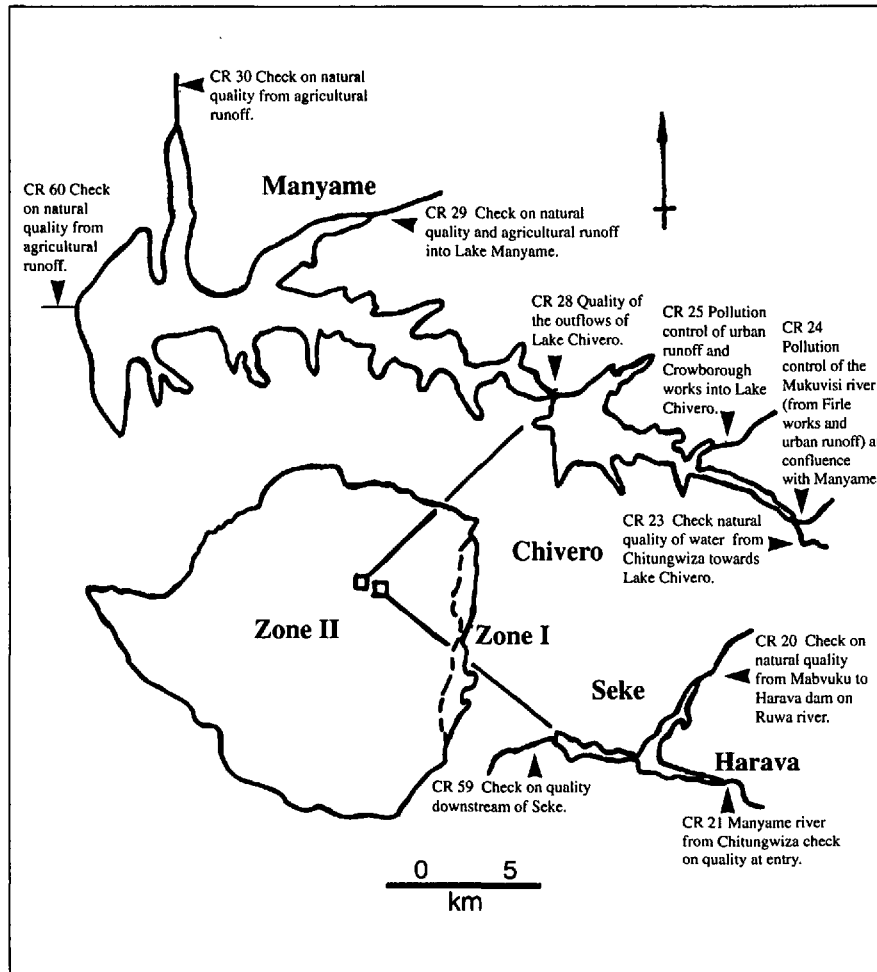 CR 30 Check on natural
quality from agricultural
runoff.
Manyame
CR 60 Check
on natural
quality from
agricultural
runoff.
CR 29 Check on natural
quality and agricultural runoff
into Lake Manyame.
CR 28 Quality of
the outflows of
Lake Chivero.
CR 25 Pollution
control of urban
runoff and
Crowborough
works into Lake
Chivero.
CR 24
Pollution
control of the
Mukuvisi river
(from Firle
works and
urban runoff) a
confluence
with Manyame
CR 23 Check natural
quality of water from
Chitungwiza towards
Lake Chivero.
Chivero
Zone II
Zone I
Seke
CR 20 Check on
natural quality
from Mabvuku to
Harava dam on
Ruwa river.
Harava
CR 59 Check on quality
downstream of Seke.
CR 21 Manyame river
from Chitungwiza check
on quality at entry.
0 5
km